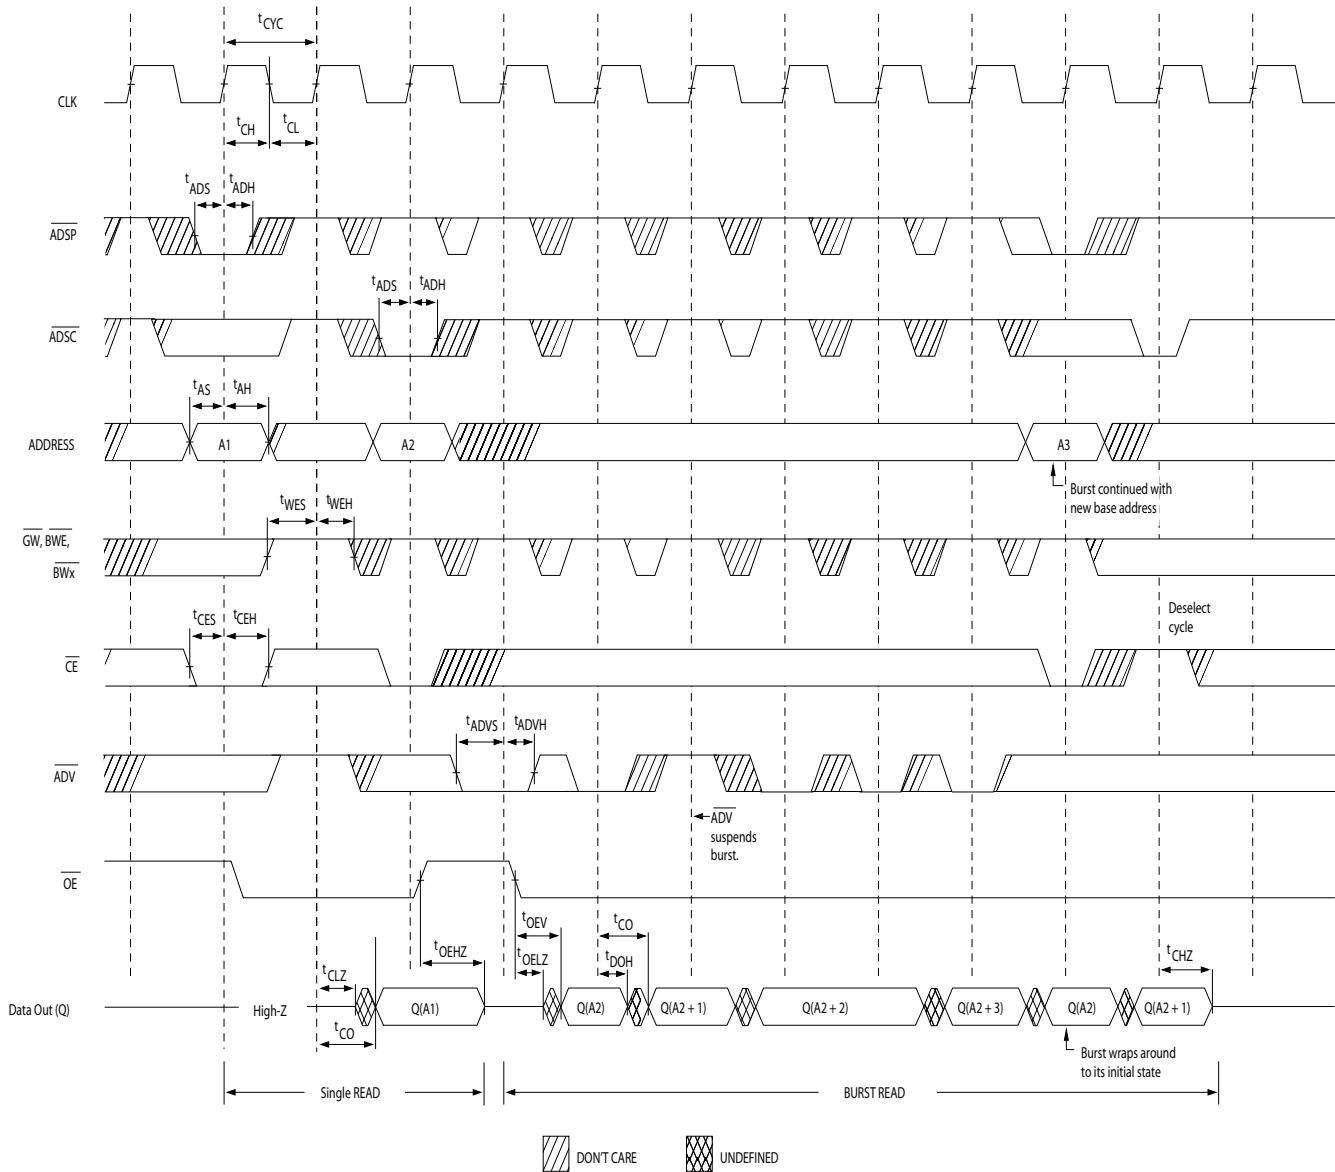 tCYC
CLK
tCH tCL
tADS tADH
ADSP
tADS tADH
ADSC
tAS tAH
ADDRESS A1 A2 A3
Burst continued with
new base address
tWES tWEH
GW, BWE,
BWx
tCES tCEH
Deselect
cycle
CE
tADVS tADVH
ADV
ADV
suspends
burst.
OE
tOEV tCO
tOEHZ tOELZ tDOH tCHZ
tCLZ
Data Out (Q) High-Z Q(A1) Q(A2) Q(A2 + 1) Q(A2 + 2) Q(A2 + 3) Q(A2) Q(A2 + 1)
tCO
Burst wraps around
to its initial state
Single READ BURST READ
DON'T CARE UNDEFINED